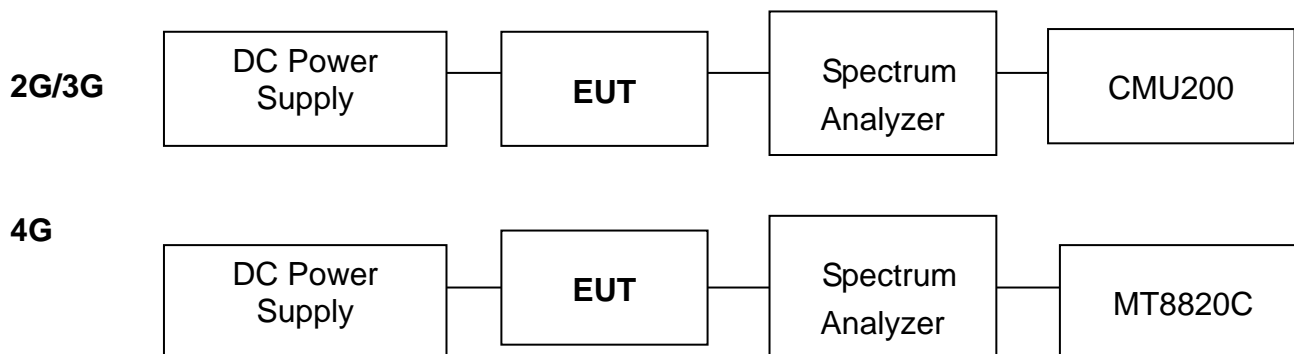 2G/3G
DC Power
Supply
EUT
Spectrum
Analyzer
CMU200
4G
DC Power
Supply
EUT
Spectrum
Analyzer
MT8820C